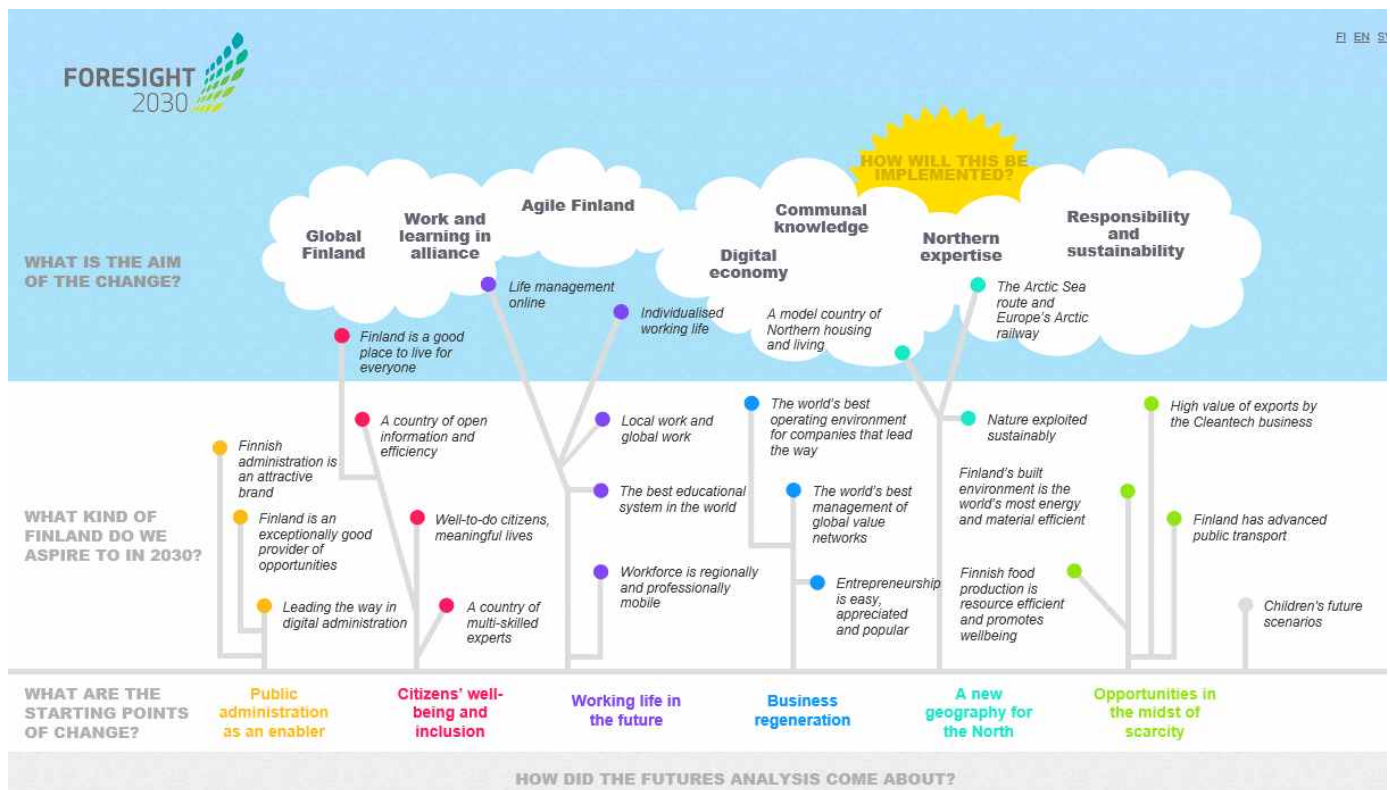 FI EN SV
FORESIGHT
2030
HOW WILL THIS BE
IMPLEMENTED?
WHAT IS THE AIM
OF THE CHANGE?
Global
Finland
Work and
learning in
alliance
Agile Finland
Digital
economy
Communal
knowledge
Northern
expertise
Responsibility
and
sustainability
Life management
online
Individualised
working life
A model country of
Northern housing
and living
The Arctic Sea
route and
Europe's Arctic
railway
Finland is a good
place to live for
everyone
WHAT KIND OF
FINLAND DO WE
ASPIRE TO IN 2030?
Finnish
administration is
an attractive
brand
Finland is an
exceptionally good
provider of
opportunities
Leading the way in
digital administration
A country of open
information and
efficiency
Well-to-do citizens,
meaningful lives
A country of
multi-skilled
experts
Local work and
global work
The best educational
system in the world
Workforce is regionally
and professionally
mobile
The world's best
operating environment
for companies that lead
the way
The world's best
management of
global value
networks
Entrepreneurship
is easy,
appreciated
and popular
Nature exploited
sustainably
Finland's built
environment is the
world's most energy
and material efficient
Finnish food
production is
resource efficient
and promotes
wellbeing
High value of exports by
the Cleantech business
Finland has advanced
public transport
Children's future
scenarios
WHAT ARE THE
STARTING POINTS
OF CHANGE?
Public
administration
as an enabler
Citizens' well-
being and
inclusion
Working life in
the future
Business
regeneration
A new
geography for
the North
Opportunities in
the midst of
scarcity
HOW DID THE FUTURES ANALYSIS COME ABOUT?